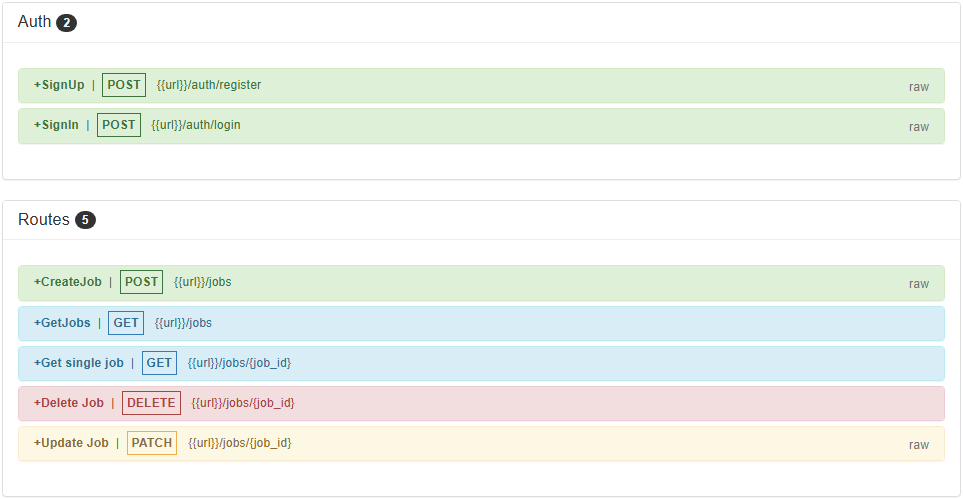 Auth 2
+SignUp | POST {{url}}/auth/register raw
+SignIn | POST {{url}}/auth/login raw
Routes 5
+CreateJob | POST {{url}}/jobs raw
+GetJobs | GET {{url}}/jobs
+Get single job | GET {{url}}/jobs/{job_id}
+Delete Job | DELETE {{url}}/jobs/{job_id}
+Update Job | PATCH {{url}}/jobs/{job_id} raw